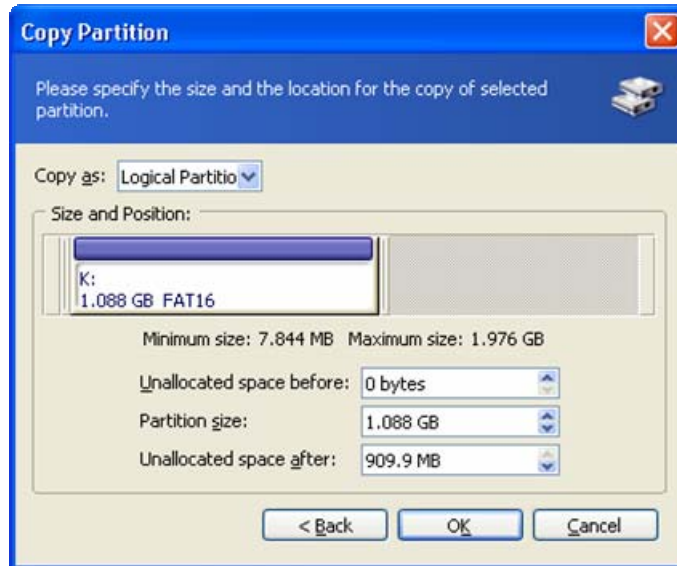 Copy Partition
Please specify the size and the location for the copy of selected
partition.
Copy as: Logical Partitio
Size and Position:
K:
1.088 GB FAT16
Minimum size: 7.844 MB Maximum size: 1.976 GB
Unallocated space before: 0 bytes
Partition size: 1.088 GB
Unallocated space after: 909.9 MB
< Back OK Cancel